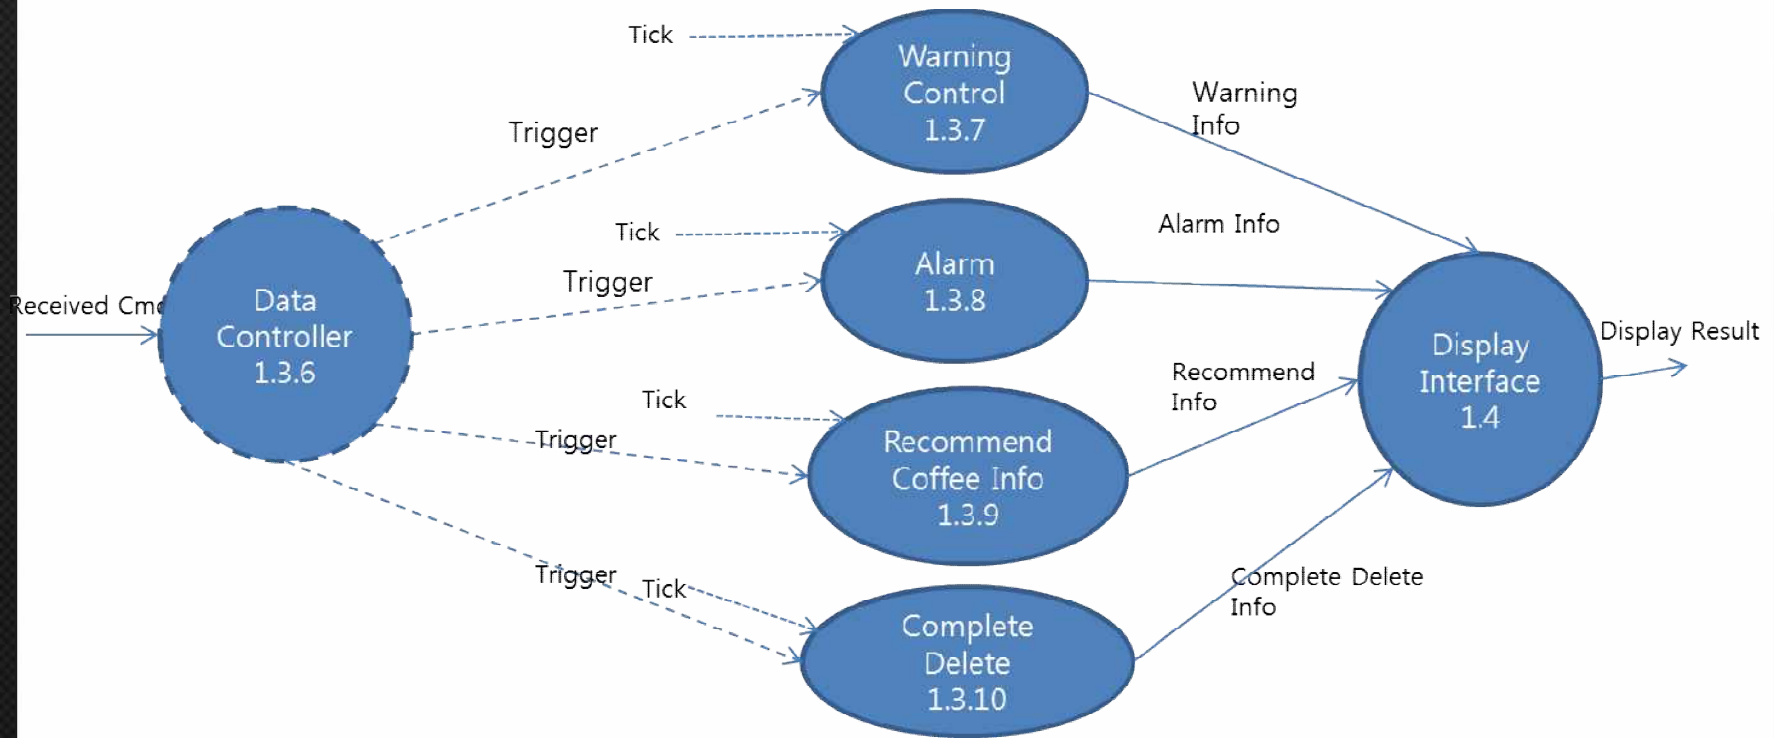 Tick
Warning
Control
1.3.7
Warning
Info
Trigger
Tick
Alarm
1.3.8
Alarm Info
Trigger
Received Cmd
Data
Controller
1.3.6
Display
Interface
1.4
Display Result
Tick
Trigger
Recommend
Coffee Info
1.3.9
Recommend
Info
Trigger
Tick
Complete
Delete
1.3.10
Complete Delete
Info